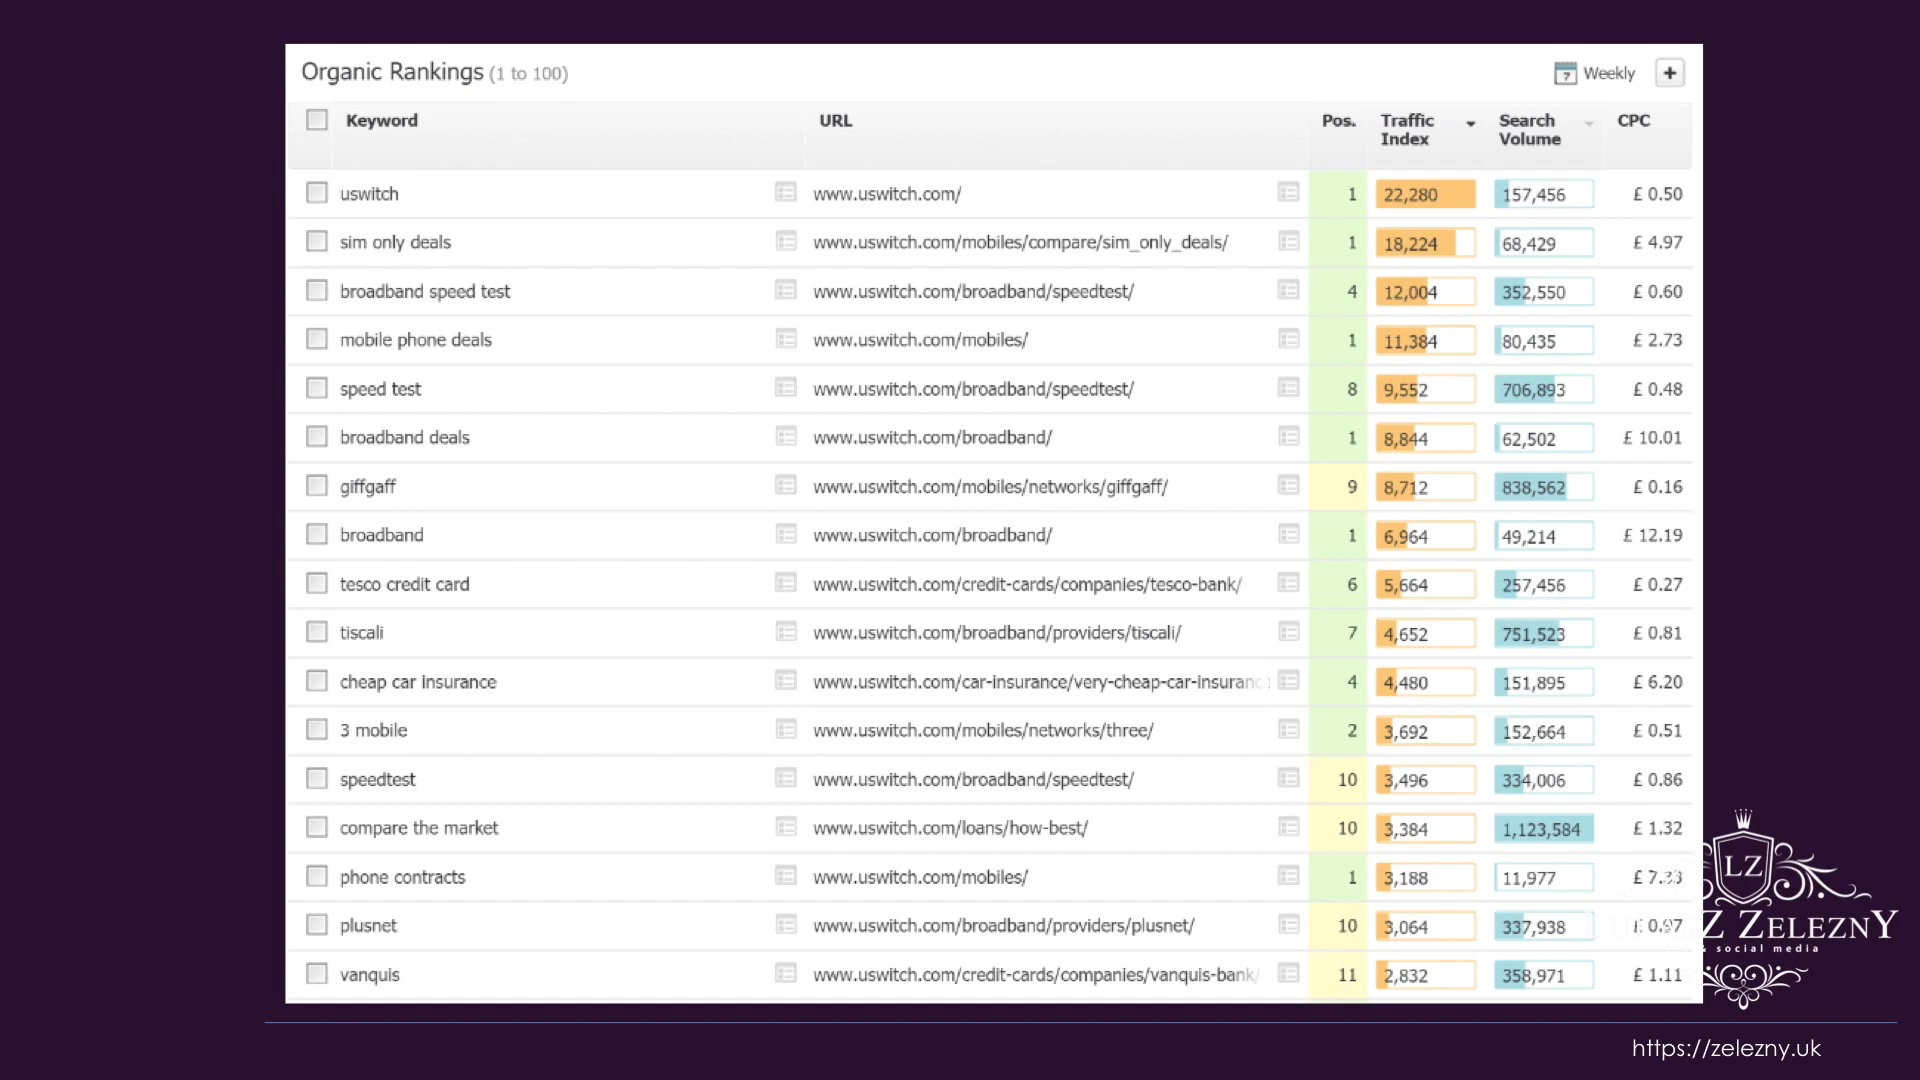 Organic Rankings (1 to 100)
7 Weekly +
Keyword URL Pos. Traffic Index Search Volume CPC
uswitch www.uswitch.com/ 1 22,280 157,456 £ 0.50
sim only deals www.uswitch.com/mobiles/compare/sim_only_deals/ 1 18,224 68,429 £ 4.97
broadband speed test www.uswitch.com/broadband/speedtest/ 4 12,004 352,550 £ 0.60
mobile phone deals www.uswitch.com/mobiles/ 1 11,384 80,435 £ 2.73
speed test www.uswitch.com/broadband/speedtest/ 8 9,552 706,893 £ 0.48
broadband deals www.uswitch.com/broadband/ 1 8,844 62,502 £ 10.01
giffgaff www.uswitch.com/mobiles/networks/giffgaff/ 9 8,712 838,562 £ 0.16
broadband www.uswitch.com/broadband/ 1 6,964 49,214 £ 12.19
tesco credit card www.uswitch.com/credit-cards/companies/tesco-bank/ 6 5,664 257,456 £ 0.27
tiscali www.uswitch.com/broadband/providers/tiscali/ 7 4,652 751,523 £ 0.81
cheap car insurance www.uswitch.com/car-insurance/very-cheap-car-insuranc 4 4,480 151,895 £ 6.20
3 mobile www.uswitch.com/mobiles/networks/three/ 2 3,692 152,664 £ 0.51
speedtest www.uswitch.com/broadband/speedtest/ 10 3,496 334,006 £ 0.86
compare the market www.uswitch.com/loans/how-best/ 10 3,384 1,123,584 £ 1.32
phone contracts www.uswitch.com/mobiles/ 1 3,188 11,977 £
plusnet www.uswitch.com/broadband/providers/plusnet/ 10 3,064 337,938 £ 0.97
vanquis www.uswitch.com/credit-cards/companies/vanquis-bank/ 11 2,832 358,971 £ 1.11
LZ
Zelezny
social media
https://zelezny.uk